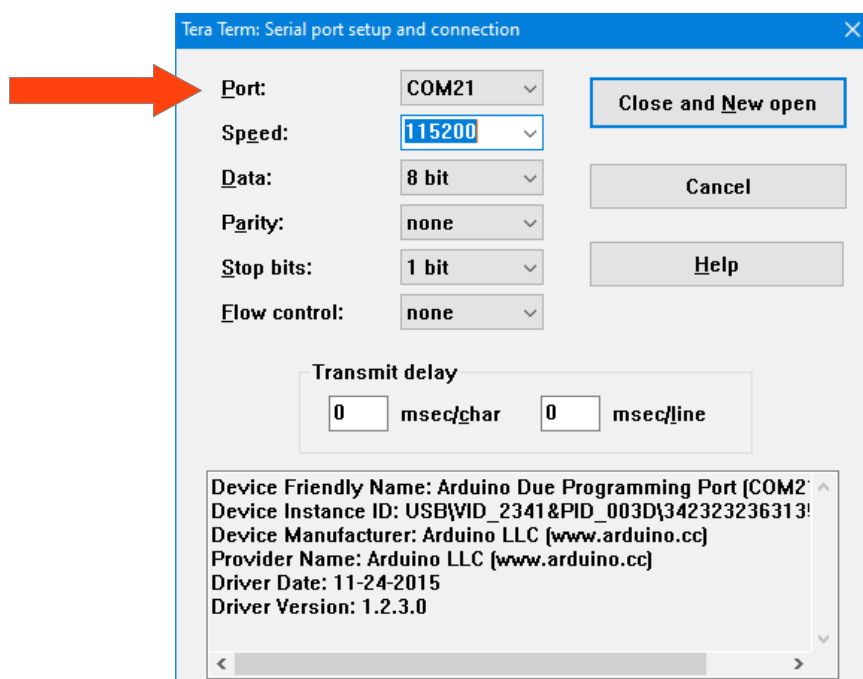 Tera Term: Serial port setup and connection
Port: COM21
Close and New open
Speed: 115200
Data: 8 bit
Cancel
Parity: none
Stop bits: 1 bit
Help
Flow control: none
Transmit delay
0 msec/char 0 msec/line
Device Friendly Name: Arduino Due Programming Port (COM2
Device Instance ID: USB\VID_2341&PID_003D\342323236313
Device Manufacturer: Arduino LLC (www.arduino.cc)
Provider Name: Arduino LLC (www.arduino.cc)
Driver Date: 11-24-2015
Driver Version: 1.2.3.0